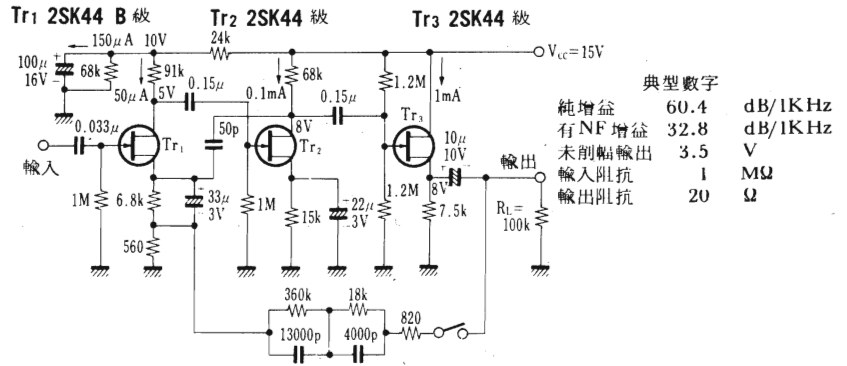 Tr₁ 2SK44 B 級
Tr₂ 2SK44 級
Tr₃ 2SK44 級
150μA
10V
24k
Vcc=15V
100μ
16V
68k
91k
50μA
5V
0.15μ
0.1mA
68k
0.15μ
1.2M
1mA
0.033μ
輸入
Tr₁
50p
8V
Tr₂
Tr₃
10μ
10V
輸出
1M
6.8k
33μ
3V
1M
15k
22μ
3V
1.2M
8V
7.5k
RL=
100k
560
360k
18k
820
13000p
4000p
典型數字
純增益 60.4 dB/1KHz
有NF增益 32.8 dB/1KHz
未削幅輸出 3.5 V
輸入阻抗 1 MΩ
輸出阻抗 20 Ω